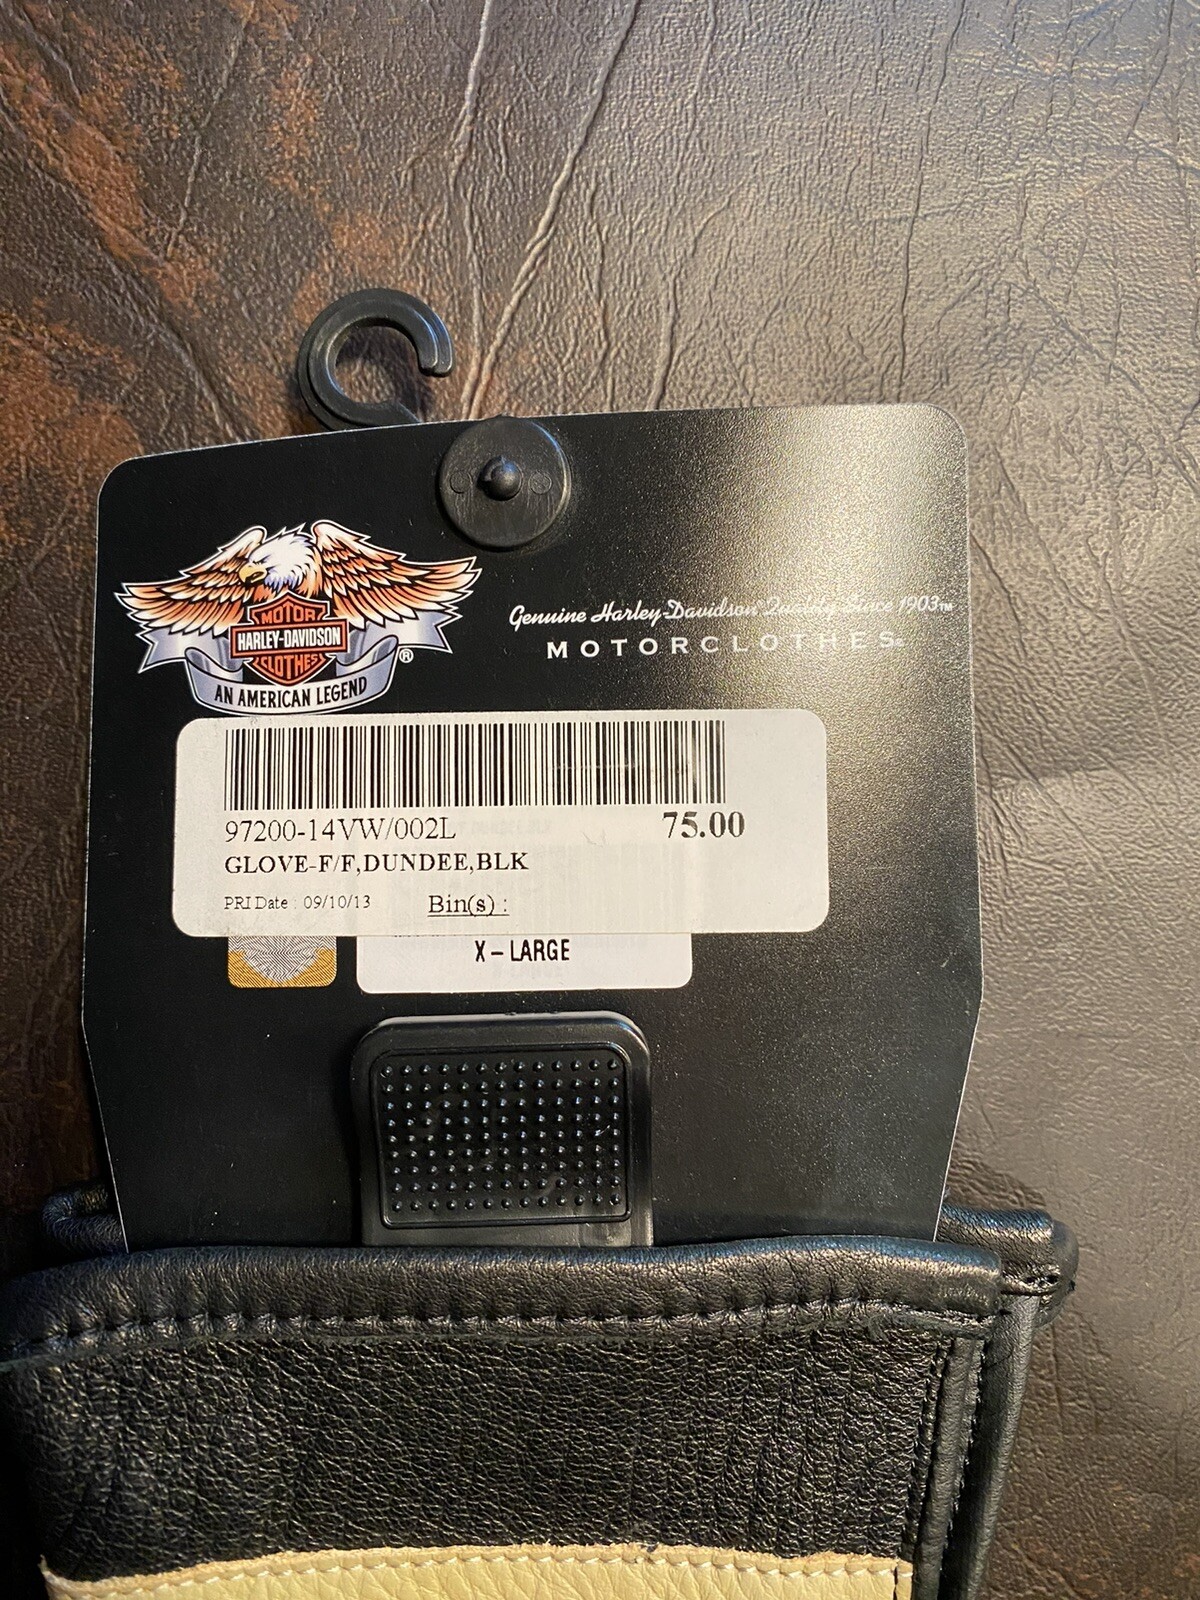 MOTOR
HARLEY-DAVIDSON
CLOTHES
®
AN AMERICAN LEGEND
Genuine Harley-Davidson Quality Since 1903™
MOTORCLOTHES®
97200-14VW/002L 75.00
GLOVE-F/F,DUNDEE,BLK
PRI Date : 09/10/13 Bin(s) :
X-LARGE